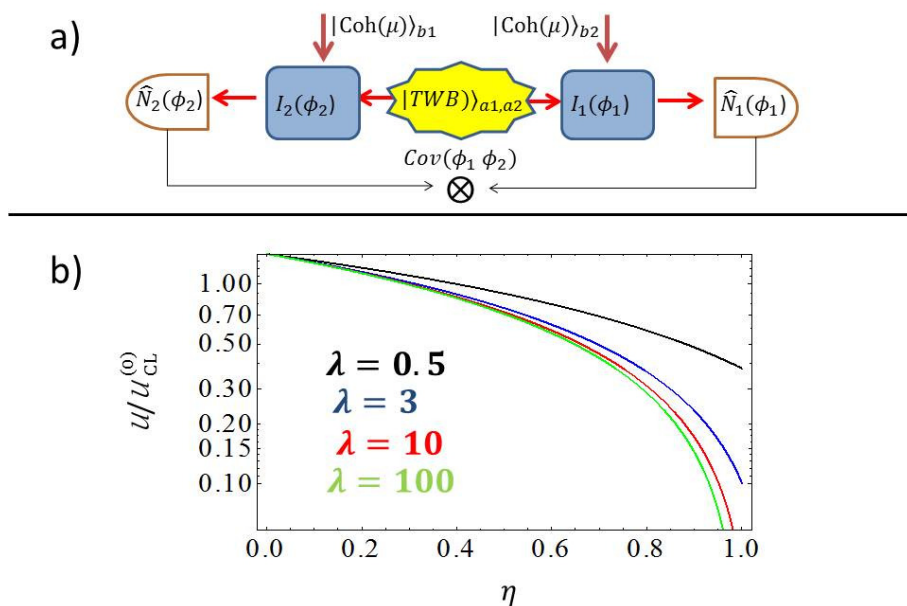 a)
|Coh(μ)⟩b1 |Coh(μ)⟩b2
N̂2(ϕ2) I2(ϕ2) |TWB)⟩⟩a1,a2 I1(ϕ1) N̂1(ϕ1)
Cov(ϕ1 ϕ2)
⊗
b)
1.00
0.70
0.50
0.30
0.20
0.15
0.10
u/u(0)CL
λ = 0.5
λ = 3
λ = 10
λ = 100
0.0 0.2 0.4 0.6 0.8 1.0
η